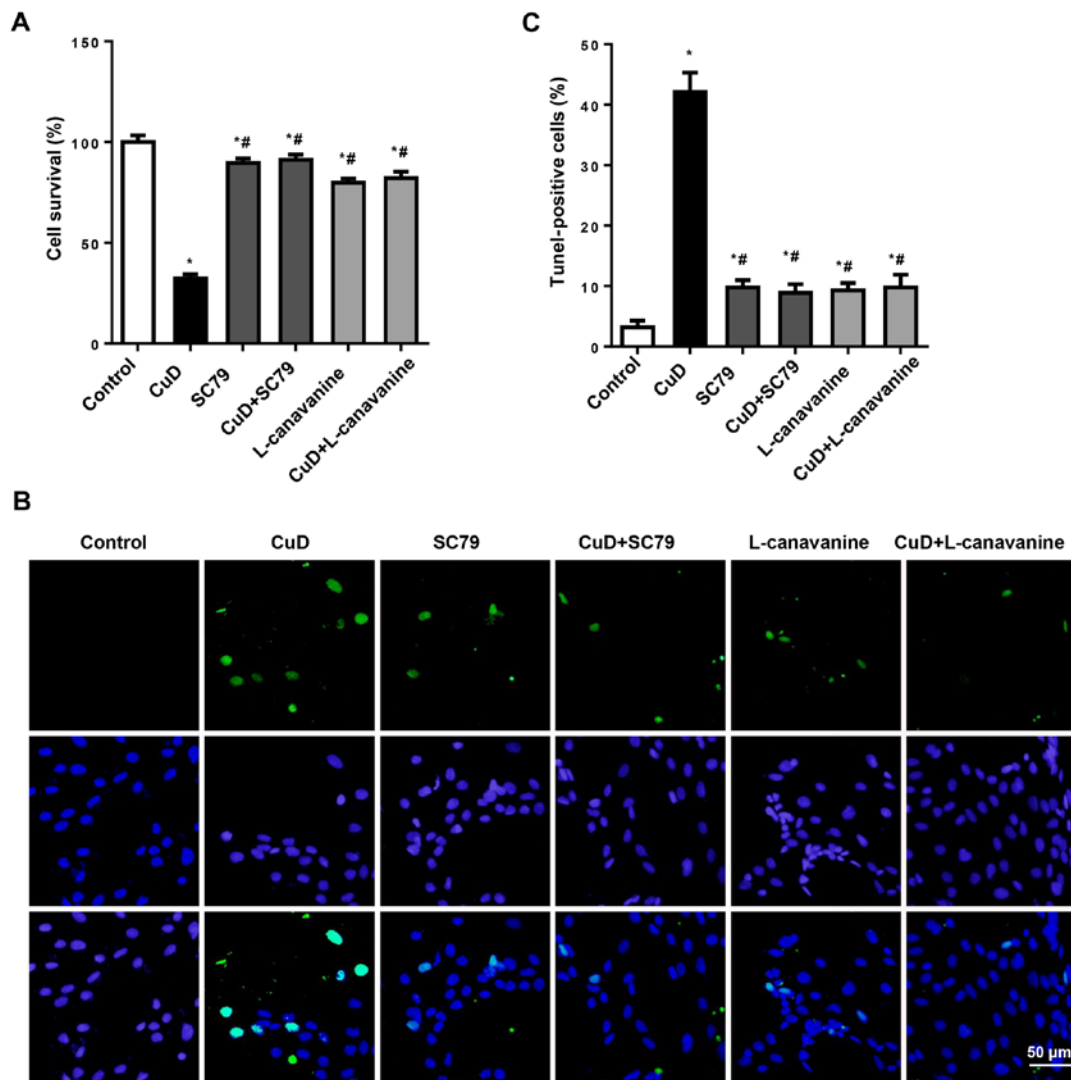 A
Cell survival (%)
150
100
50
0
*
*#
*#
*#
*#
Control
CuD
SC79
CuD+SC79
L-canavanine
CuD+L-canavanine
C
Tunel-positive cells (%)
50
40
30
20
10
0
*
*#
*#
*#
*#
Control
CuD
SC79
CuD+SC79
L-canavanine
CuD+L-canavanine
B
Control CuD SC79 CuD+SC79 L-canavanine CuD+L-canavanine
50 µm